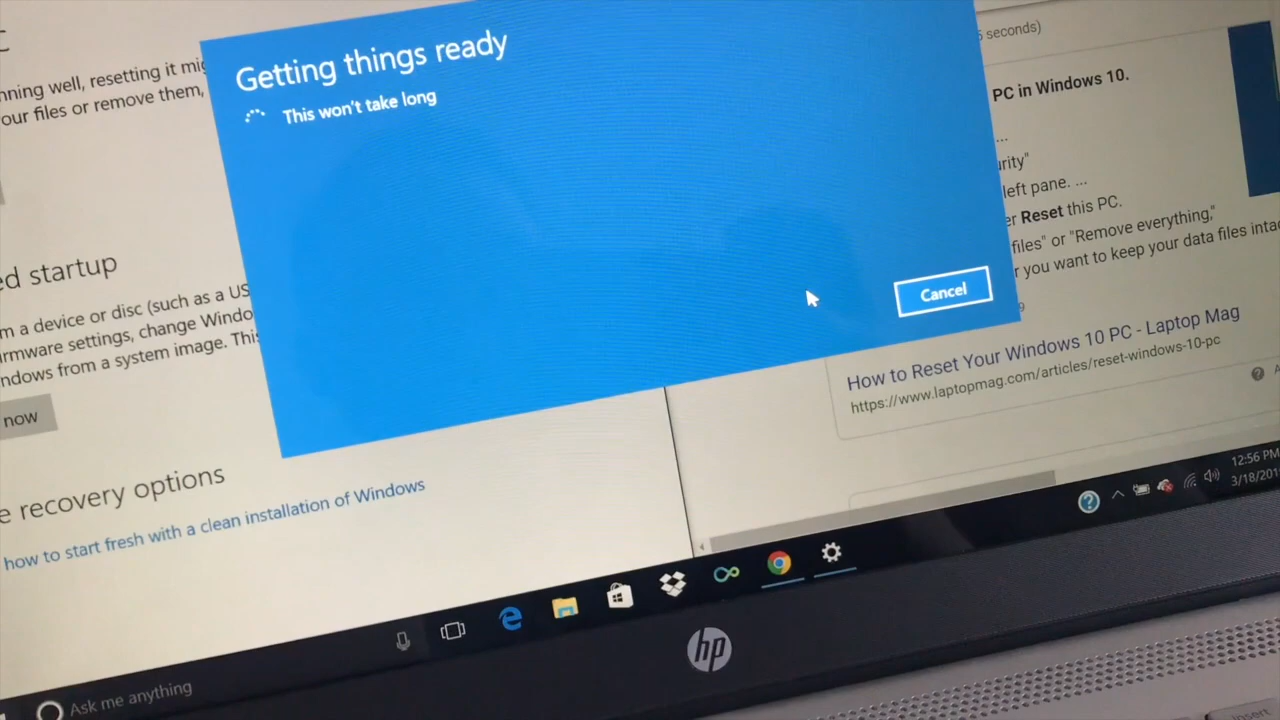 Getting things ready
This won't take long
Cancel
nning well, resetting it mig
our files or remove them,
ed startup
m a device or disc (such as a US
rmware settings, change Windo
ndows from a system image. This
now
e recovery options
how to start fresh with a clean installation of Windows
seconds)
PC in Windows 10.
...
urity"
left pane. ...
r Reset this PC.
files" or "Remove everything,"
r you want to keep your data files intac
How to Reset Your Windows 10 PC - Laptop Mag
https://www.laptopmag.com/articles/reset-windows-10-pc
12:56 PM
3/18/201
Ask me anything
hp